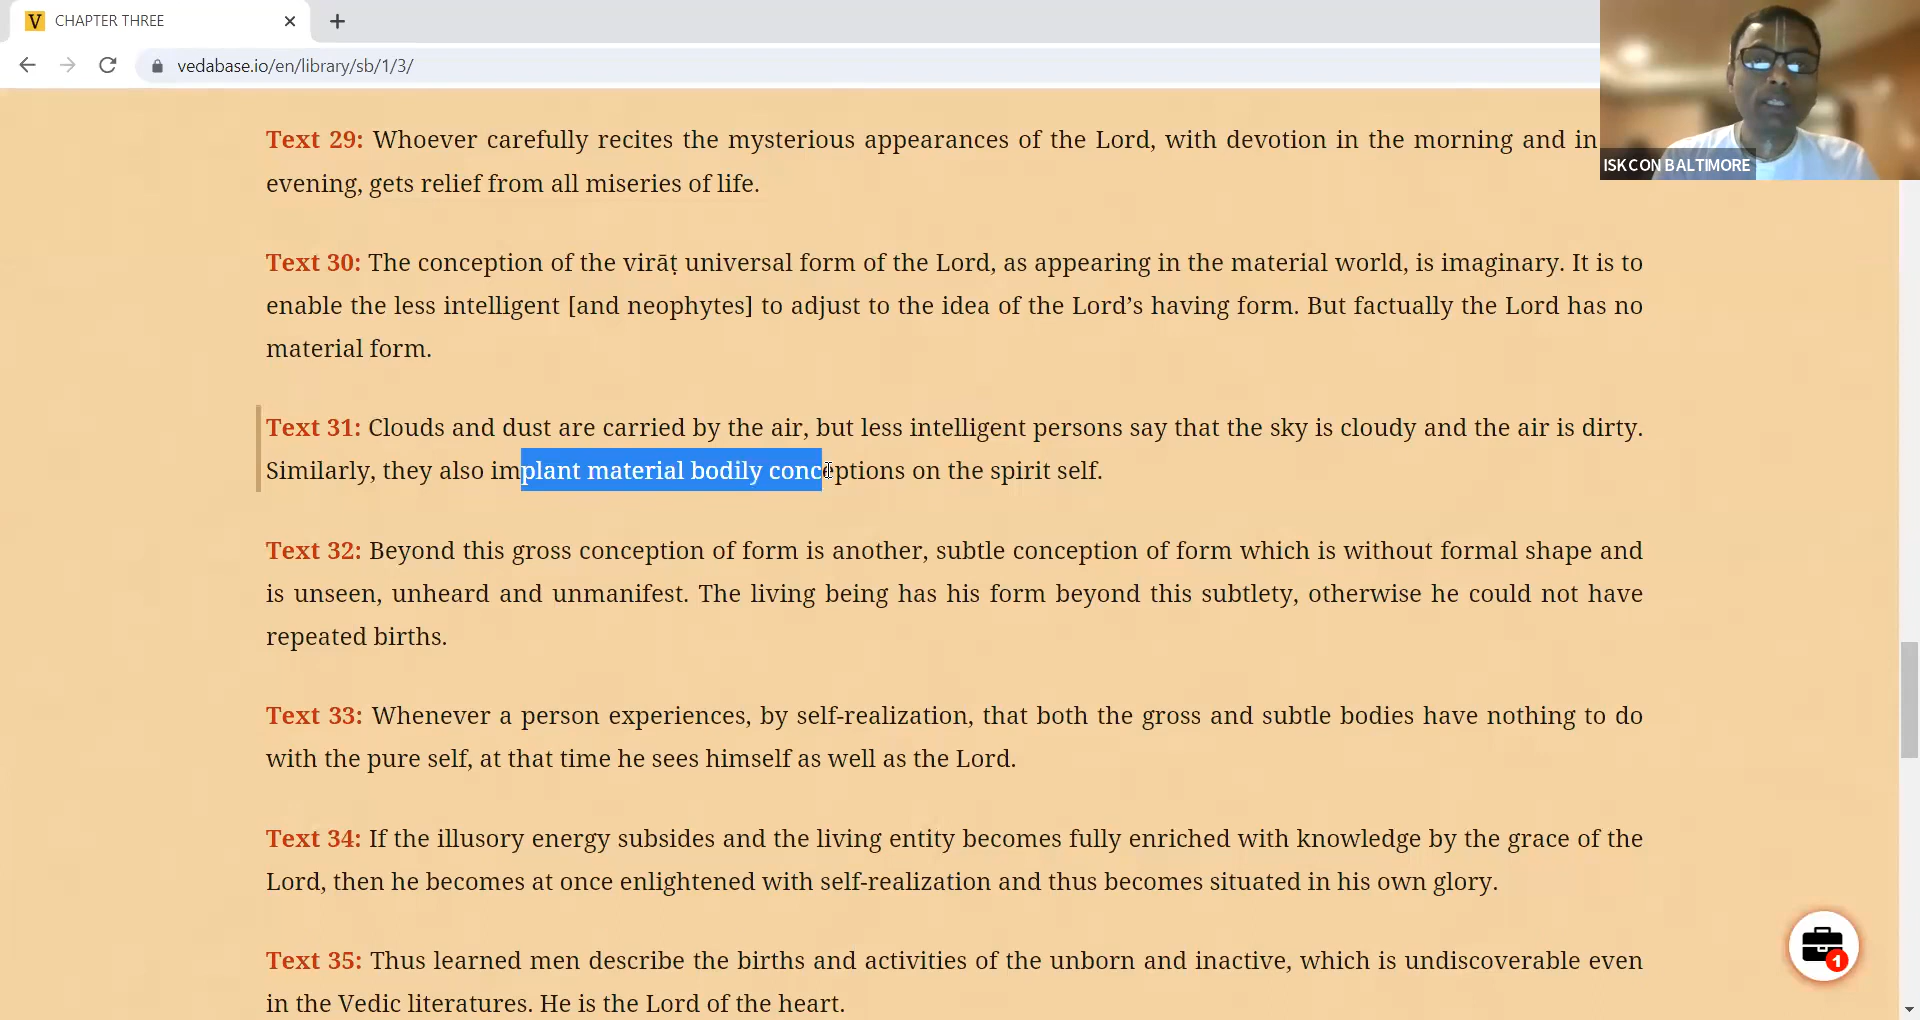 V CHAPTER THREE
vedabase.io/en/library/sb/1/3/
ISKCON BALTIMORE
Text 29: Whoever carefully recites the mysterious appearances of the Lord, with devotion in the morning and in
evening, gets relief from all miseries of life.
Text 30: The conception of the virāṭ universal form of the Lord, as appearing in the material world, is imaginary. It is to
enable the less intelligent [and neophytes] to adjust to the idea of the Lord’s having form. But factually the Lord has no
material form.
Text 31: Clouds and dust are carried by the air, but less intelligent persons say that the sky is cloudy and the air is dirty.
Similarly, they also implant material bodily conceptions on the spirit self.
Text 32: Beyond this gross conception of form is another, subtle conception of form which is without formal shape and
is unseen, unheard and unmanifest. The living being has his form beyond this subtlety, otherwise he could not have
repeated births.
Text 33: Whenever a person experiences, by self-realization, that both the gross and subtle bodies have nothing to do
with the pure self, at that time he sees himself as well as the Lord.
Text 34: If the illusory energy subsides and the living entity becomes fully enriched with knowledge by the grace of the
Lord, then he becomes at once enlightened with self-realization and thus becomes situated in his own glory.
Text 35: Thus learned men describe the births and activities of the unborn and inactive, which is undiscoverable even
in the Vedic literatures. He is the Lord of the heart.
1